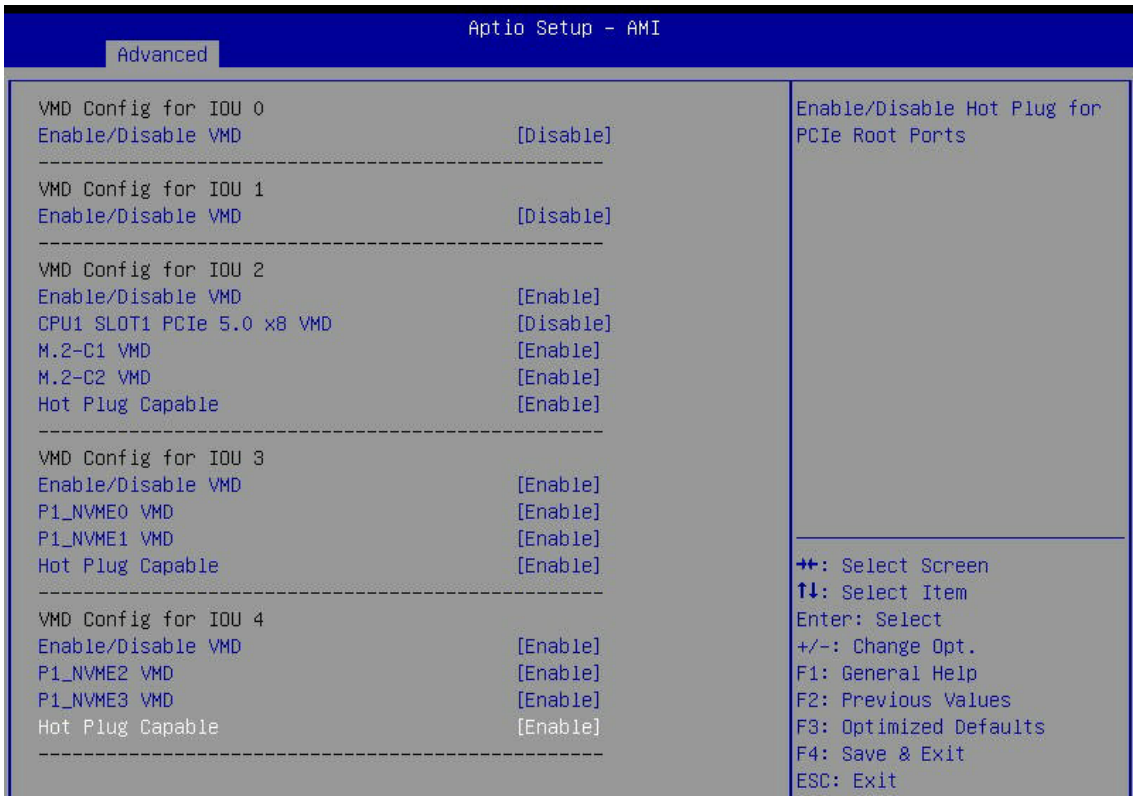 Aptio Setup - AMI
Advanced
VMD Config for IOU 0
Enable/Disable VMD [Disable]
--------------------------------------------------
VMD Config for IOU 1
Enable/Disable VMD [Disable]
--------------------------------------------------
VMD Config for IOU 2
Enable/Disable VMD [Enable]
CPU1 SLOT1 PCIe 5.0 x8 VMD [Disable]
M.2-C1 VMD [Enable]
M.2-C2 VMD [Enable]
Hot Plug Capable [Enable]
--------------------------------------------------
VMD Config for IOU 3
Enable/Disable VMD [Enable]
P1_NVME0 VMD [Enable]
P1_NVME1 VMD [Enable]
Hot Plug Capable [Enable]
--------------------------------------------------
VMD Config for IOU 4
Enable/Disable VMD [Enable]
P1_NVME2 VMD [Enable]
P1_NVME3 VMD [Enable]
Hot Plug Capable [Enable]
--------------------------------------------------
Enable/Disable Hot Plug for
PCIe Root Ports
→←: Select Screen
↑↓: Select Item
Enter: Select
+/-: Change Opt.
F1: General Help
F2: Previous Values
F3: Optimized Defaults
F4: Save & Exit
ESC: Exit